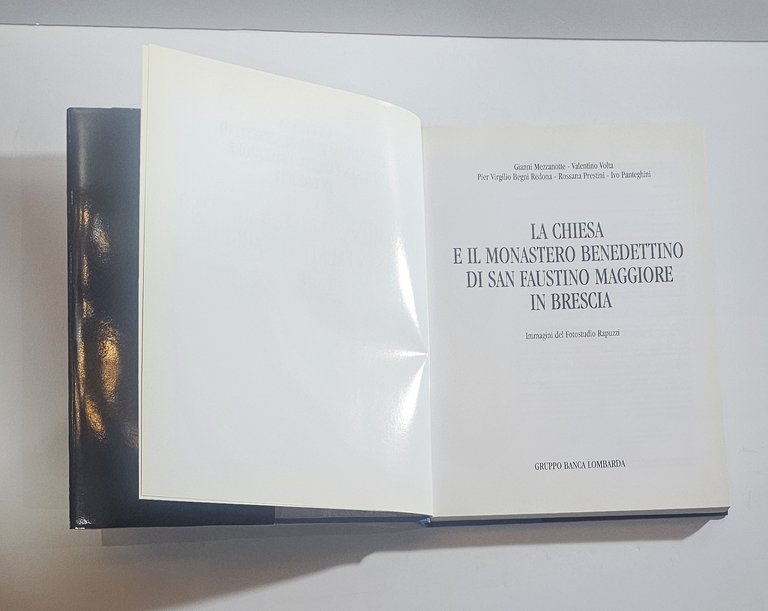 Gianni Mezzanotte - Valentino Volta
Pier Virgilio Begni Redona - Rossana Prestini - Ivo Panteghini
LA CHIESA
E IL MONASTERO BENEDETTINO
DI SAN FAUSTINO MAGGIORE
IN BRESCIA
Immagini del Fotostudio Rapuzzi
GRUPPO BANCA LOMBARDA